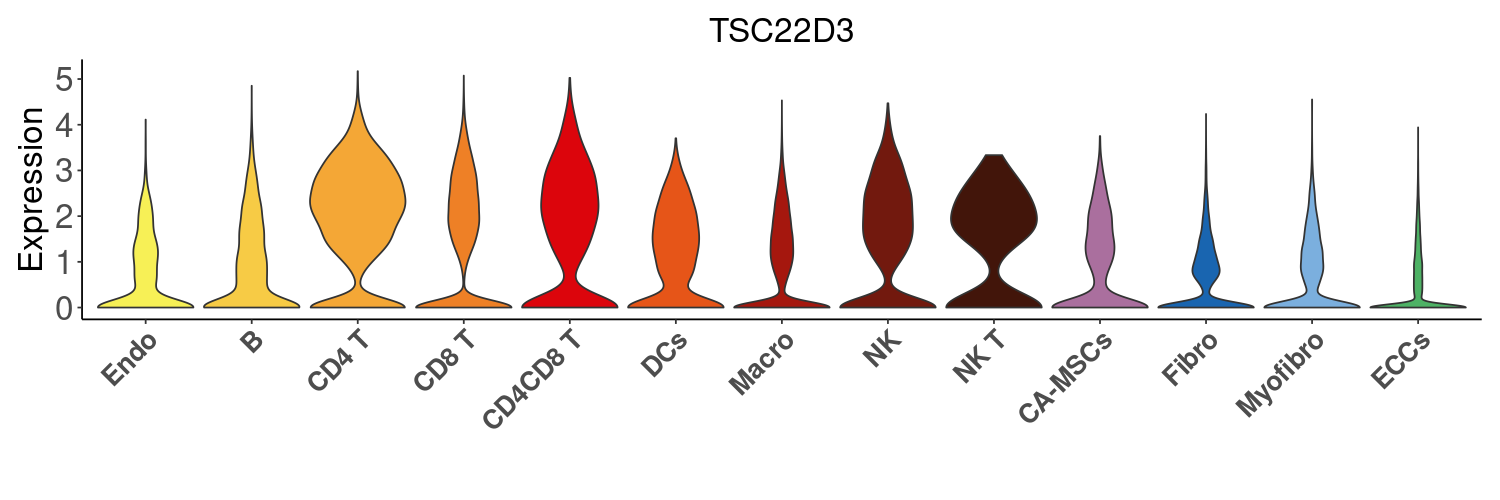 TSC22D3
Expression
5
4
3
2
1
0
Endo
B
CD4 T
CD8 T
CD4CD8 T
DCs
Macro
NK
NK T
CA-MSCs
Fibro
Myofibro
ECCs